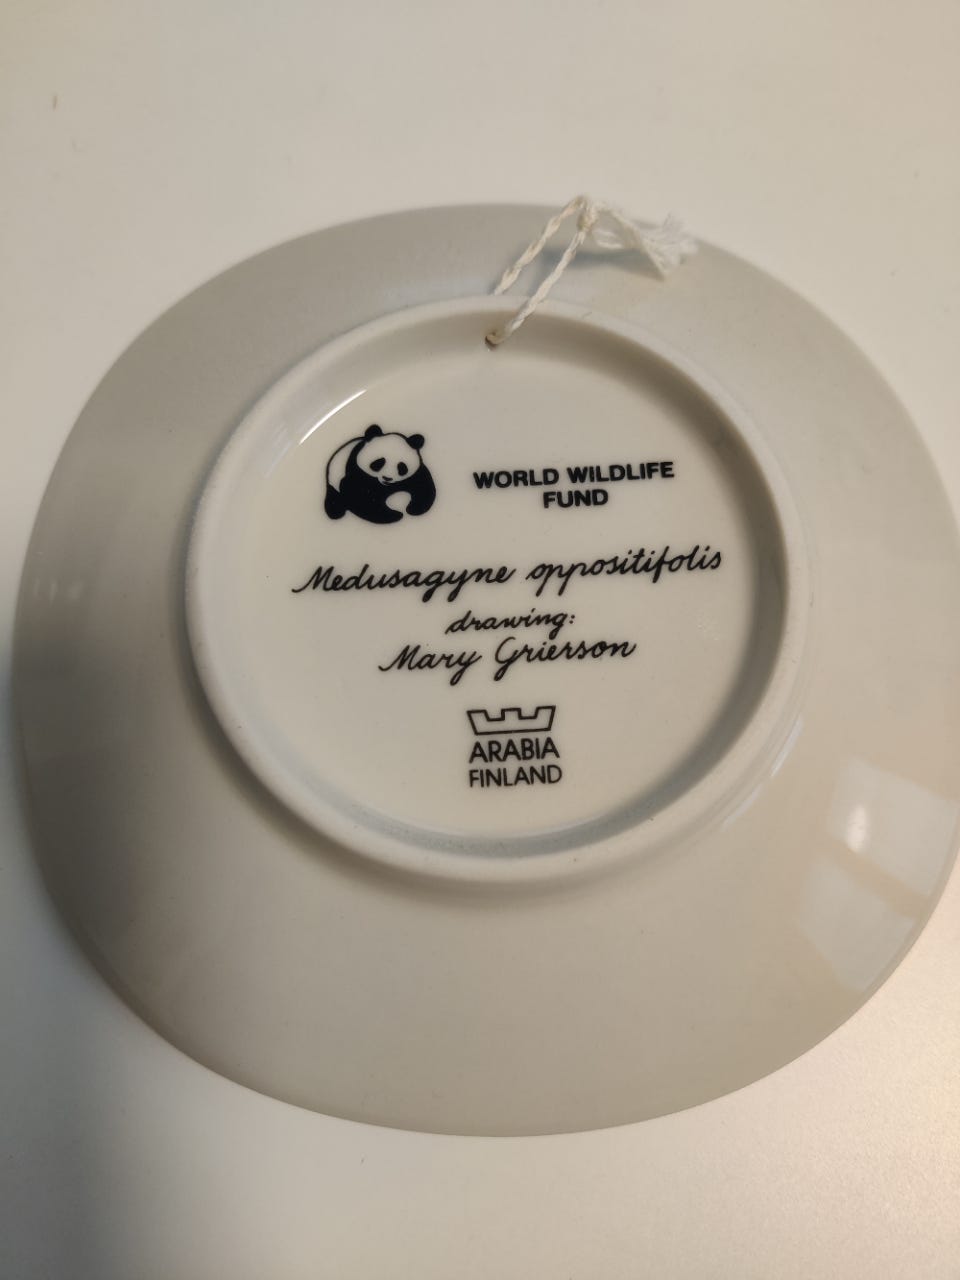 WORLD WILDLIFE
FUND
Medusagyne oppositifolis
drawing:
Mary Grierson
ARABIA
FINLAND